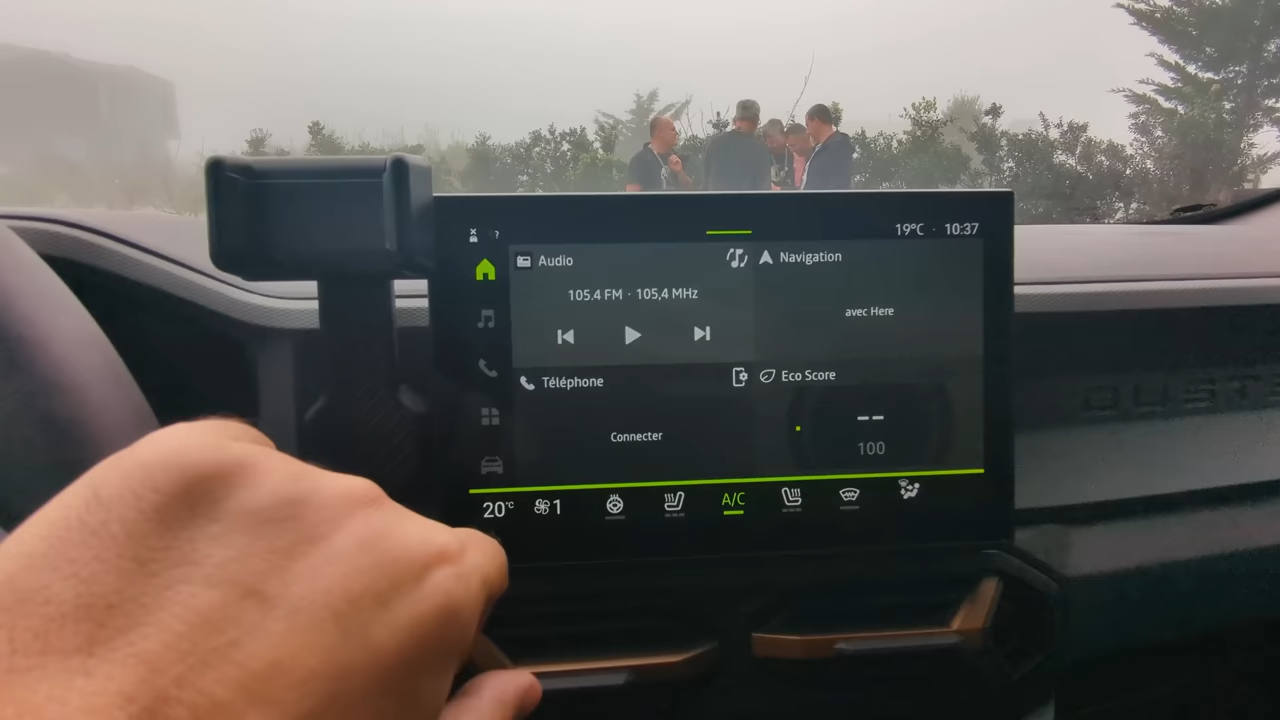 19°C · 10:37
Audio
Navigation
105.4 FM · 105,4 MHz
avec Here
Téléphone
Eco Score
--
Connecter
100
20°C 1 A/C